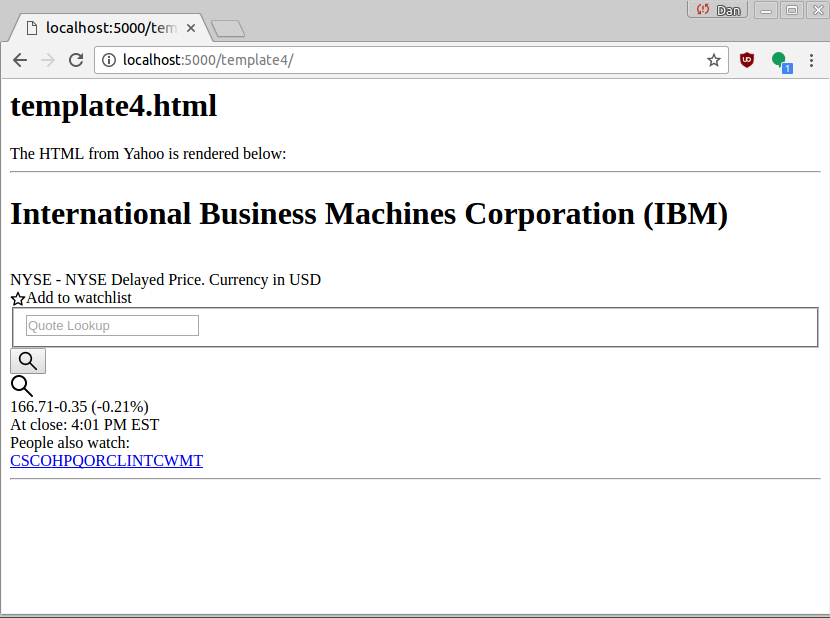 Dan
localhost:5000/tem
localhost:5000/template4/
1
template4.html
The HTML from Yahoo is rendered below:
International Business Machines Corporation (IBM)
NYSE - NYSE Delayed Price. Currency in USD
Add to watchlist
Quote Lookup
166.71-0.35 (-0.21%)
At close: 4:01 PM EST
People also watch:
CSCOHPQORCLINTCWMT